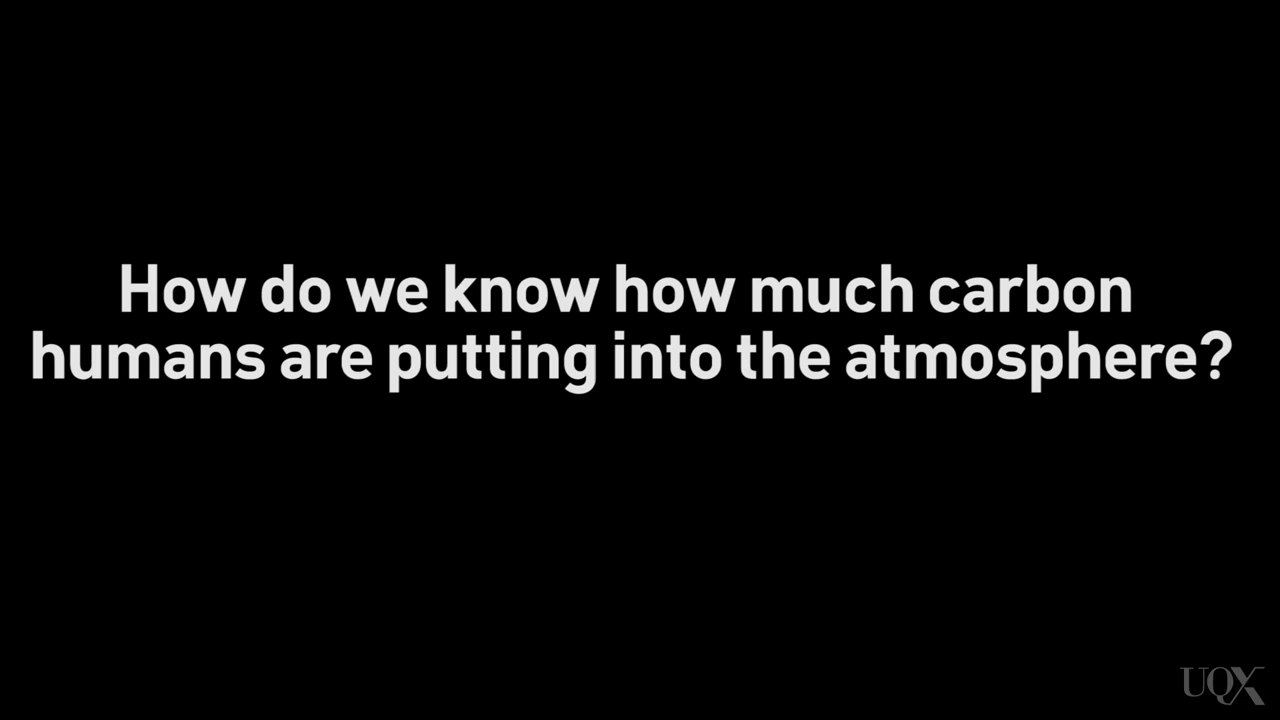 How do we know how much carbon
humans are putting into the atmosphere?
UQX